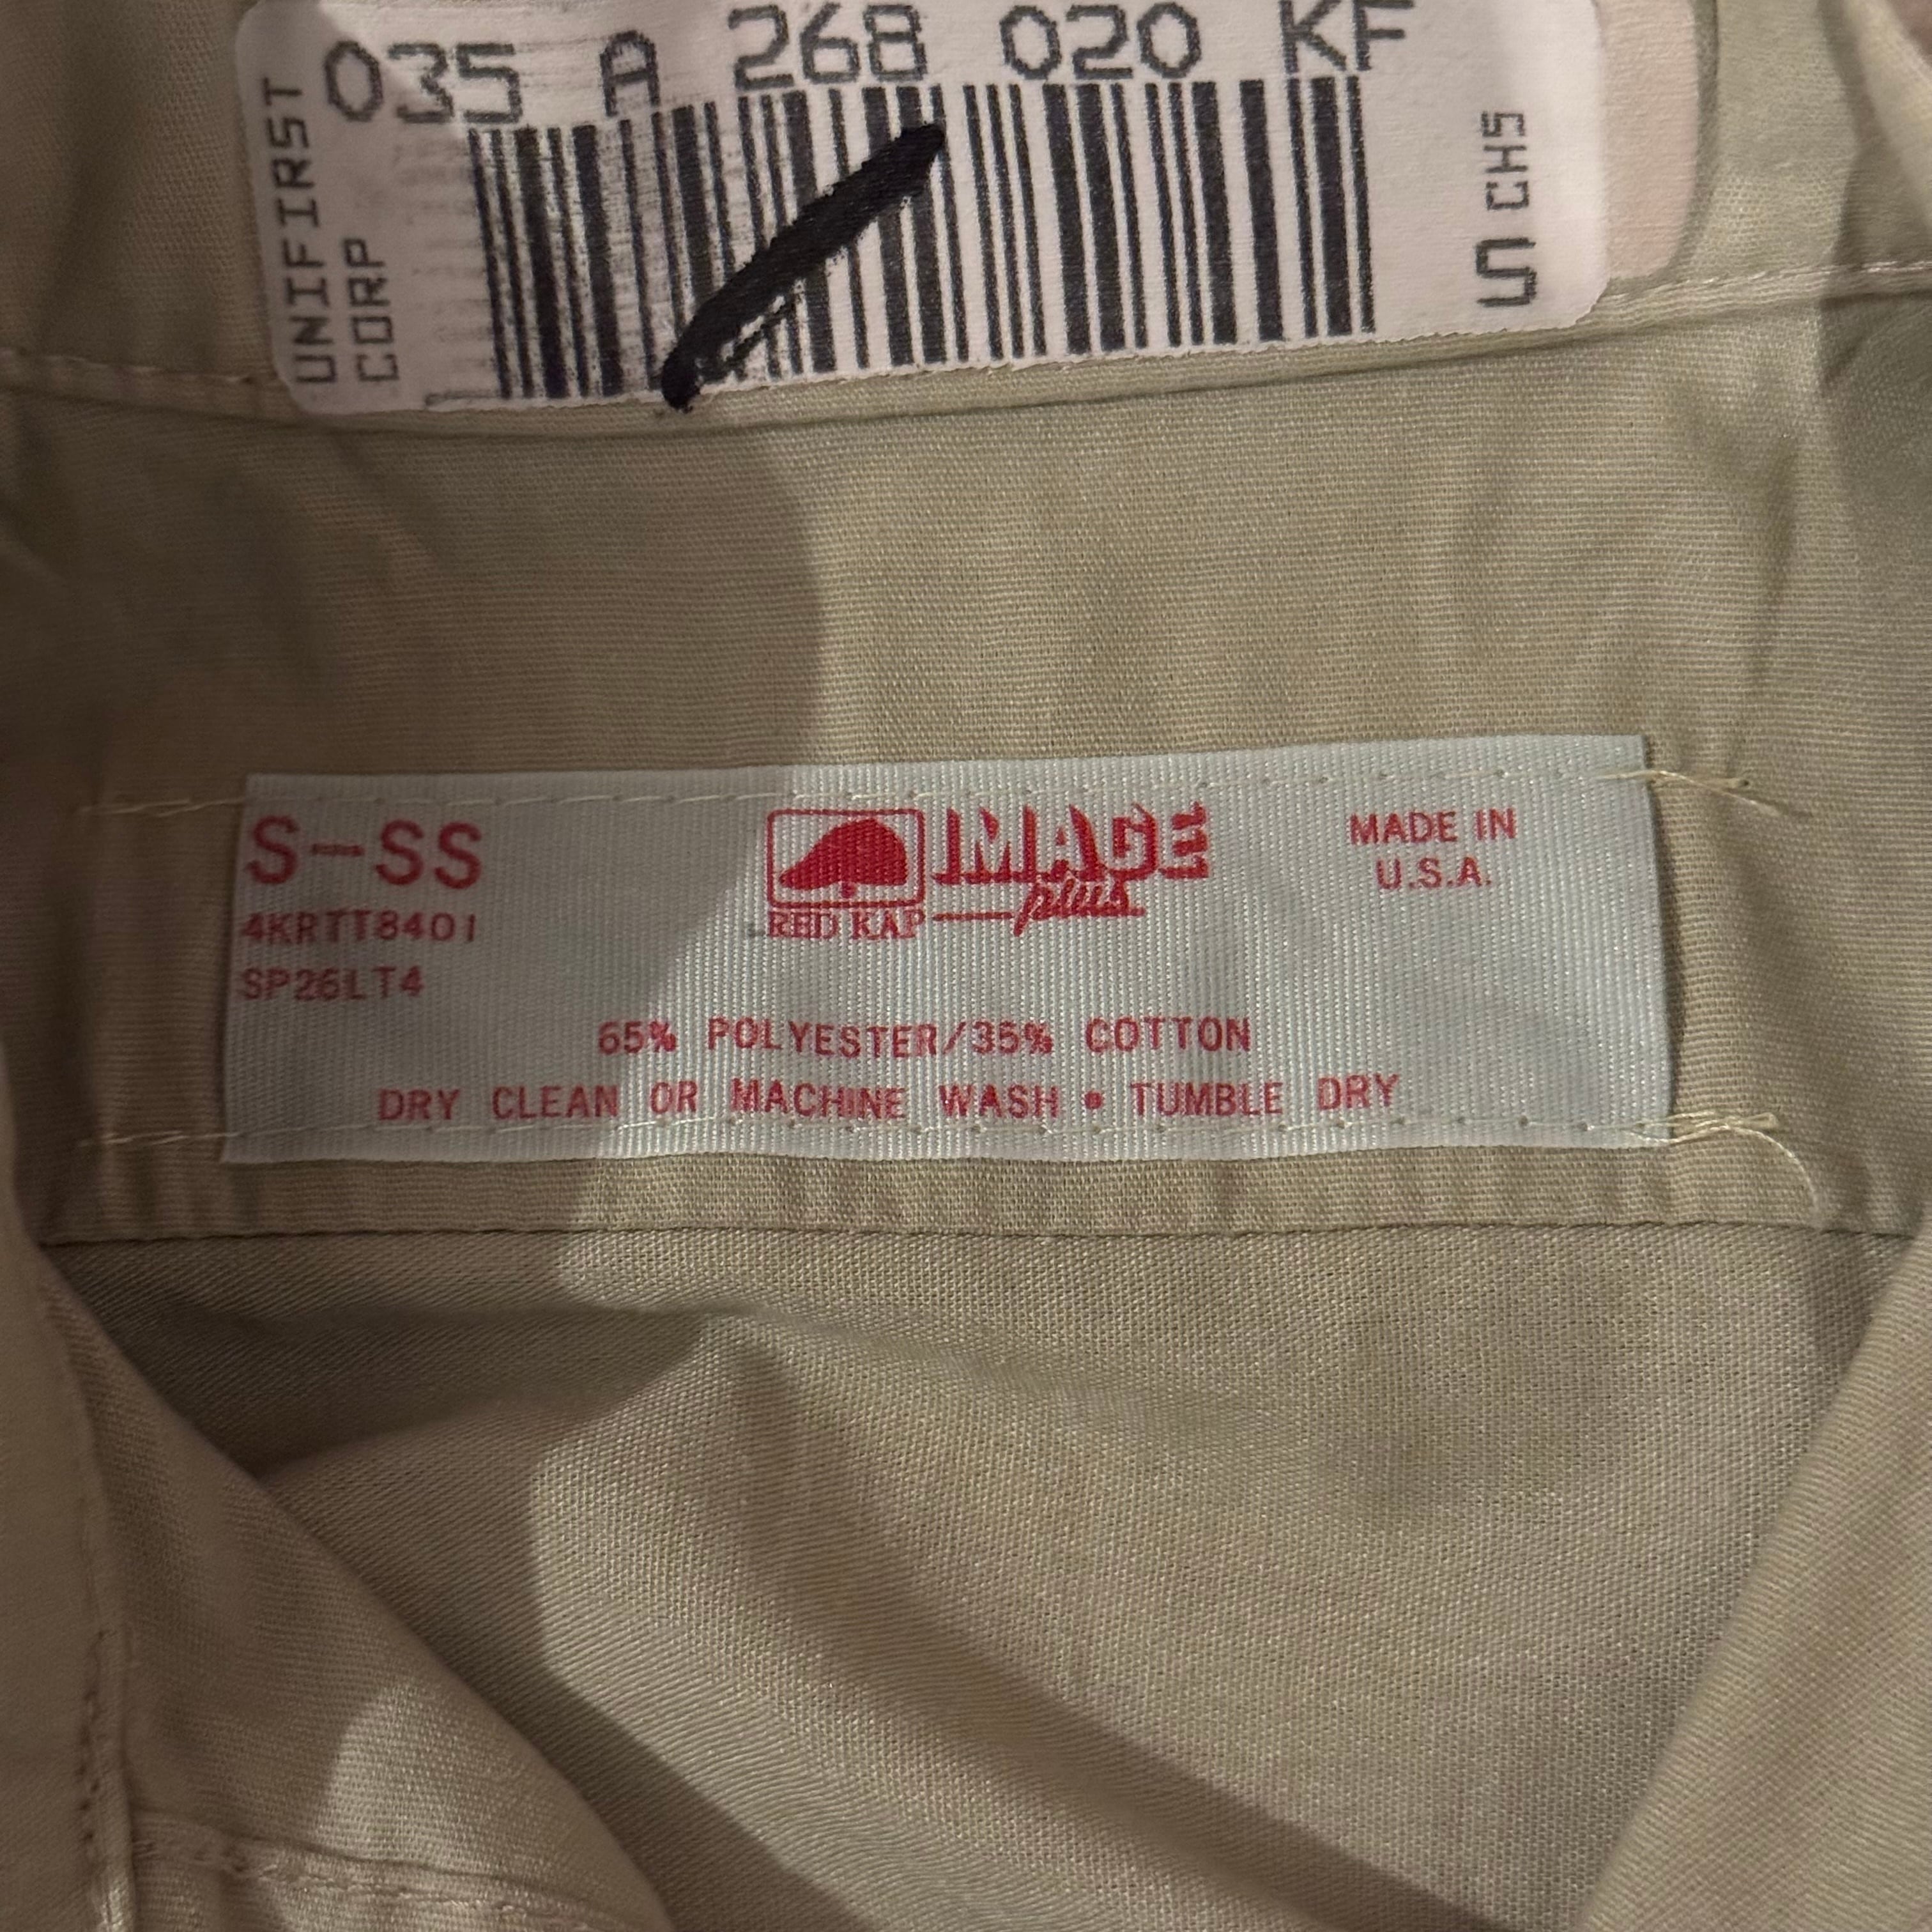 035 A 268 020 KF
UNIFIRST
CORP
5 CH5
S-SS
4KRTT8401
SP26LT4
RED KAP
IMAGE
plus
MADE IN
U.S.A.
65% POLYESTER/35% COTTON
DRY CLEAN OR MACHINE WASH • TUMBLE DRY